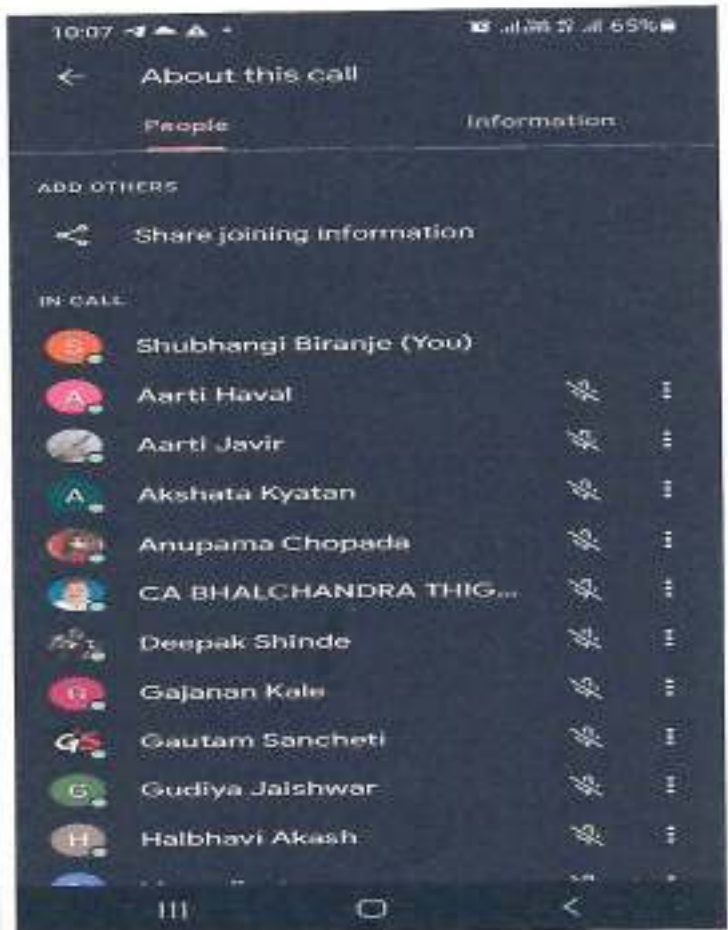 10:07 65%
← About this call
People Information
ADD OTHERS
Share joining information
IN CALL
S Shubhangi Biranje (You)
A Aarti Haval
Aarti Javir
A Akshata Kyatan
Anupama Chopada
CA BHALCHANDRA THIG...
Deepak Shinde
G Gajanan Kale
GS Gautam Sancheti
G Gudiya Jaishwar
H Halbhavi Akash